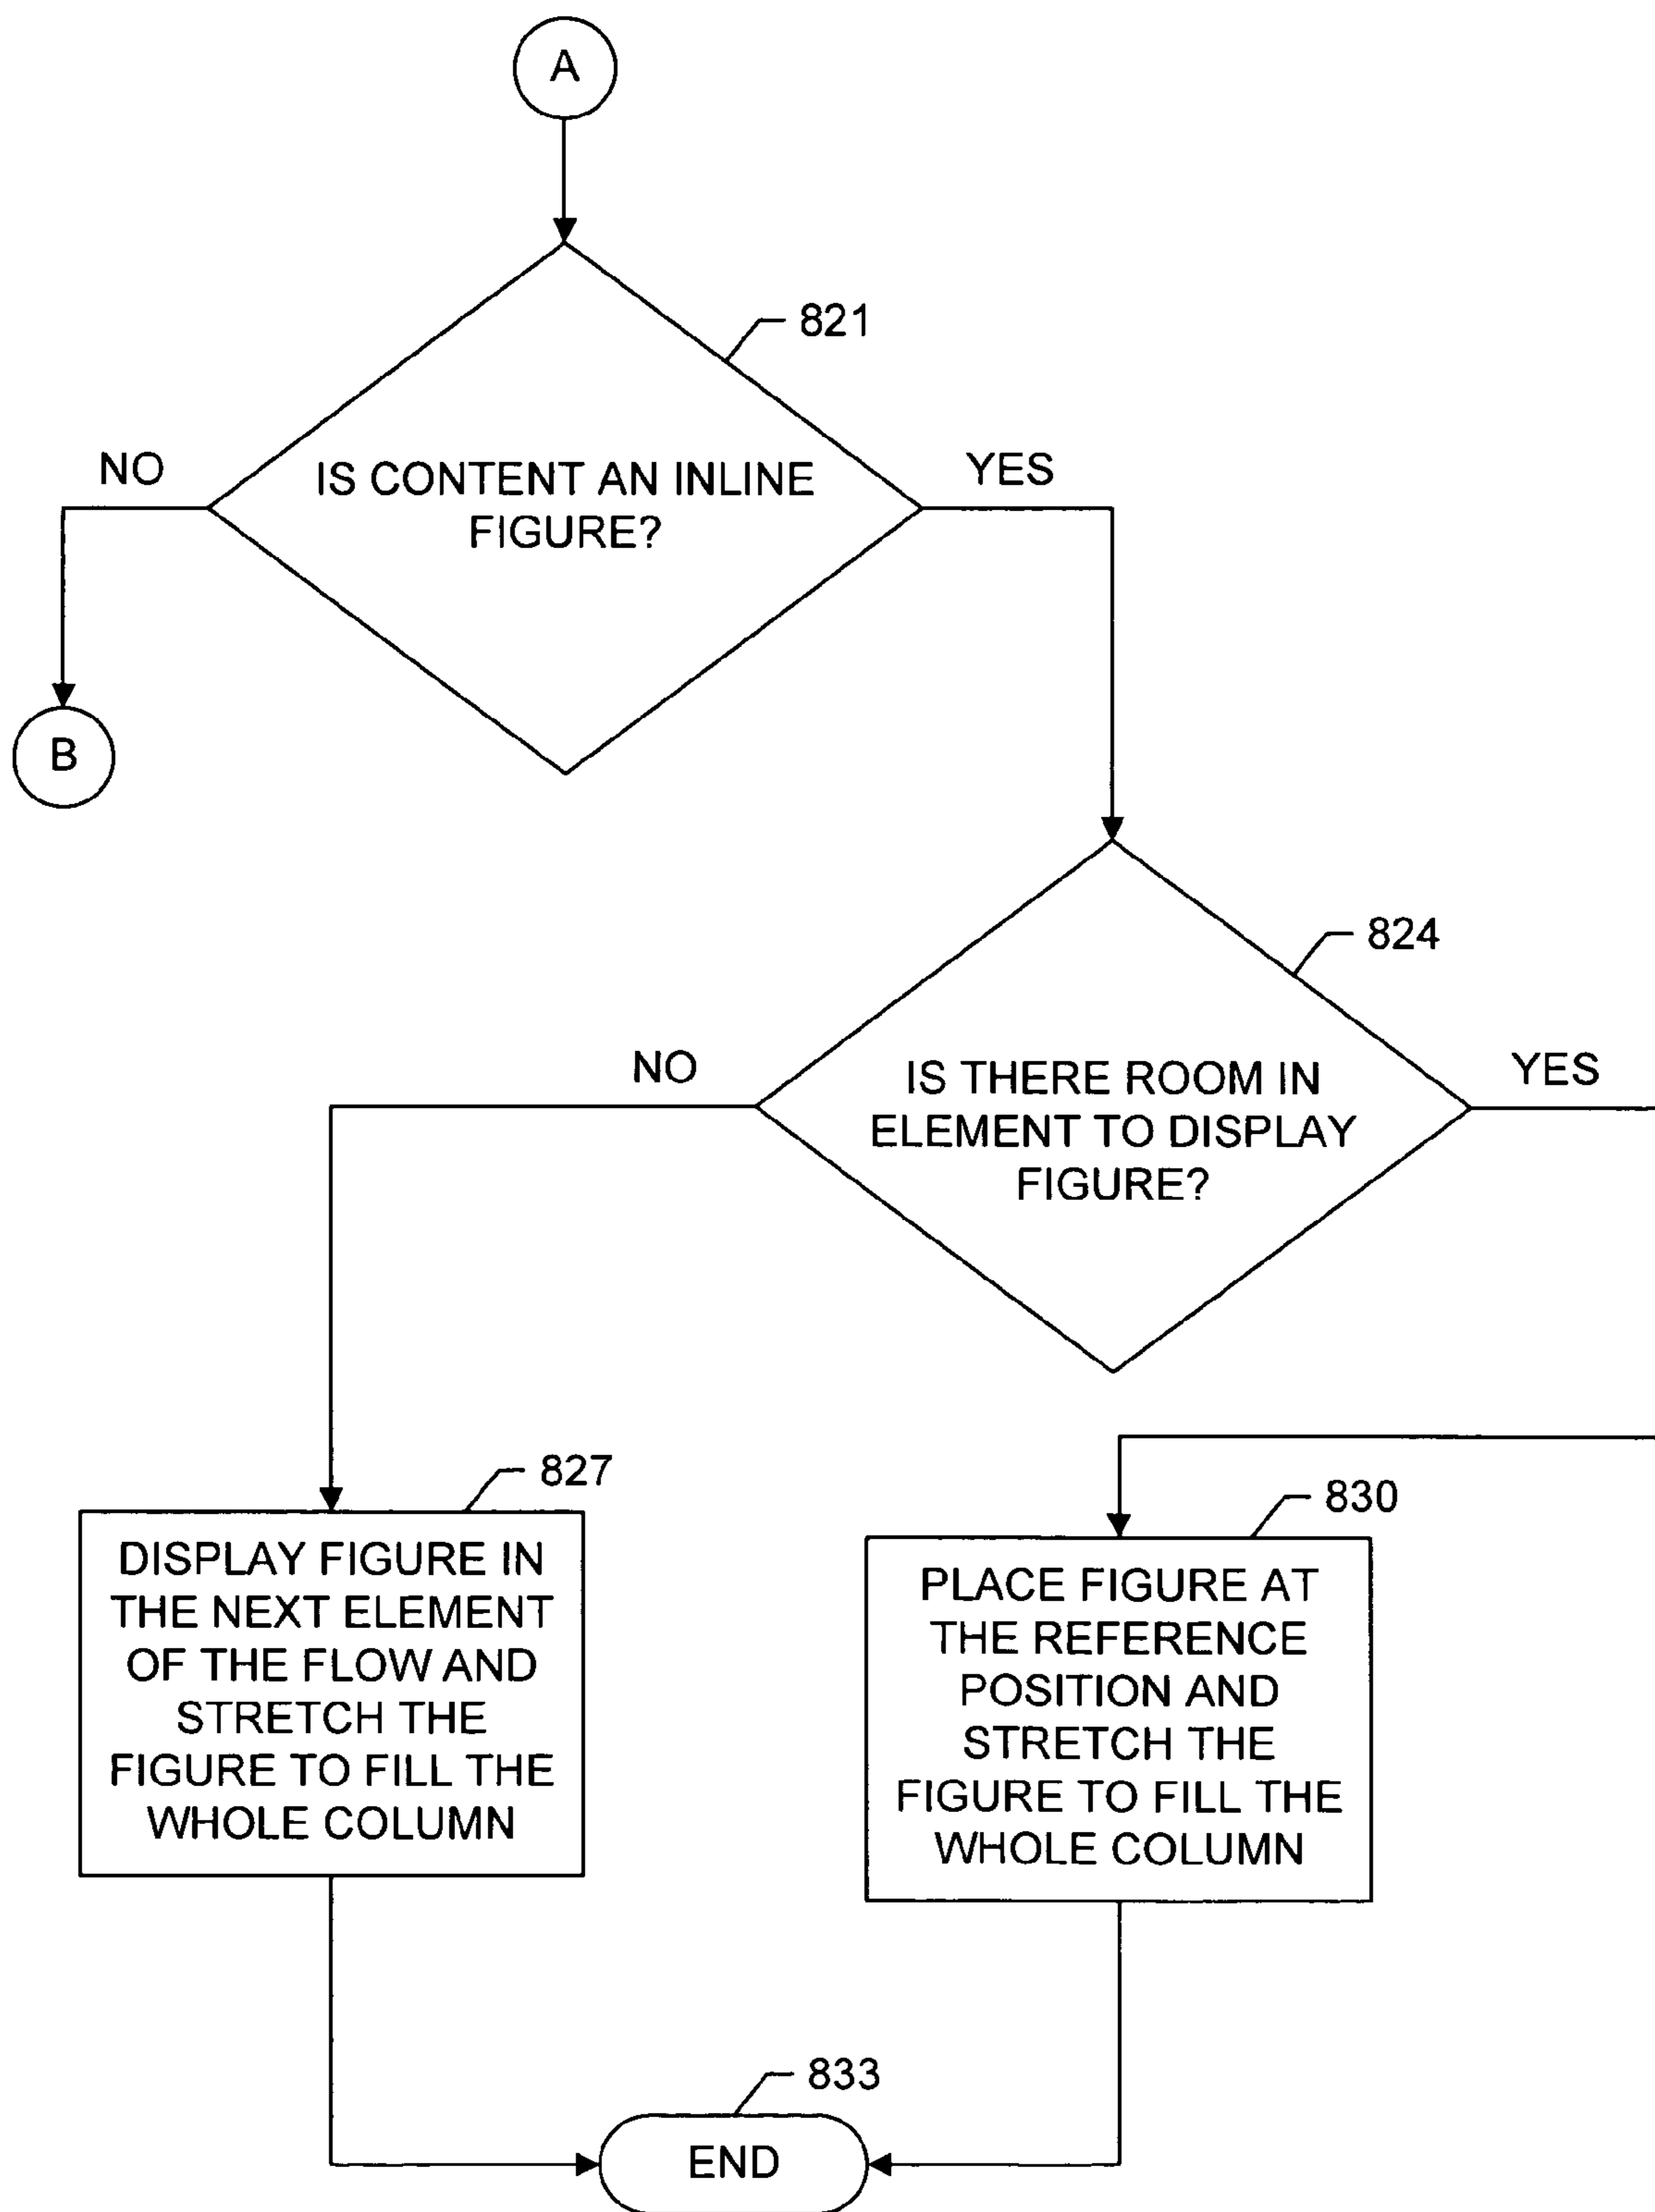 A
821
NO
IS CONTENT AN INLINE
FIGURE?
YES
B
824
NO
IS THERE ROOM IN
ELEMENT TO DISPLAY
FIGURE?
YES
827
DISPLAY FIGURE IN
THE NEXT ELEMENT
OF THE FLOW AND
STRETCH THE
FIGURE TO FILL THE
WHOLE COLUMN
830
PLACE FIGURE AT
THE REFERENCE
POSITION AND
STRETCH THE
FIGURE TO FILL THE
WHOLE COLUMN
833
END